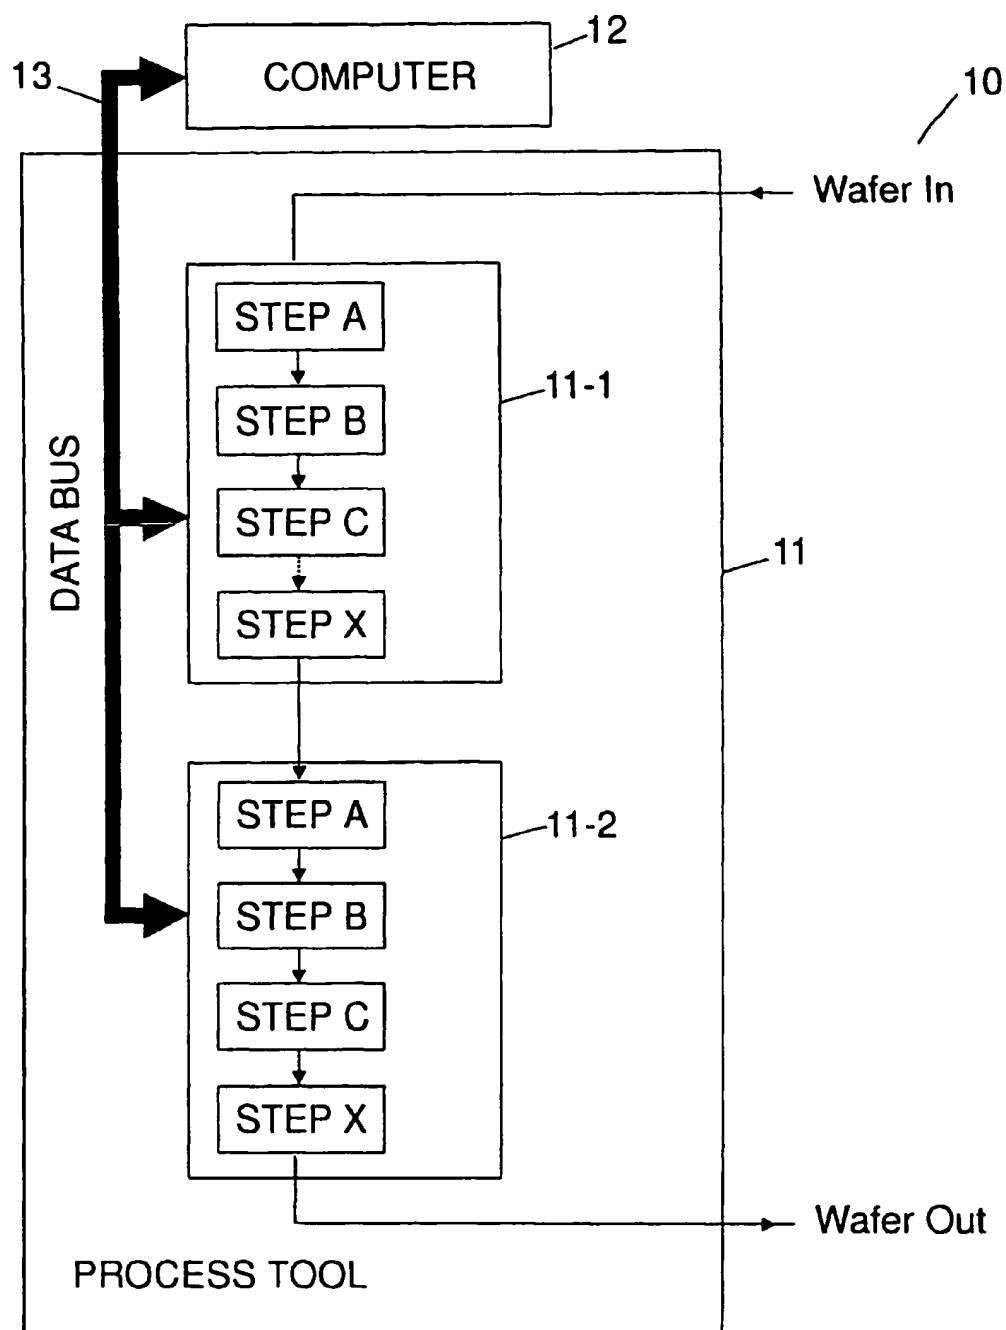 12
13
COMPUTER
10
Wafer In
STEP A
11-1
STEP B
DATA BUS
STEP C
11
STEP X
STEP A
11-2
STEP B
STEP C
STEP X
Wafer Out
PROCESS TOOL